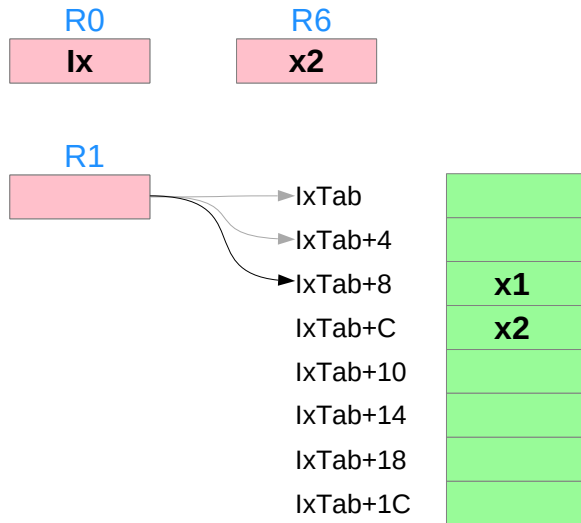 R0 R6
Ix x2
R1
IxTab
IxTab+4
IxTab+8 x1
IxTab+C x2
IxTab+10
IxTab+14
IxTab+18
IxTab+1C